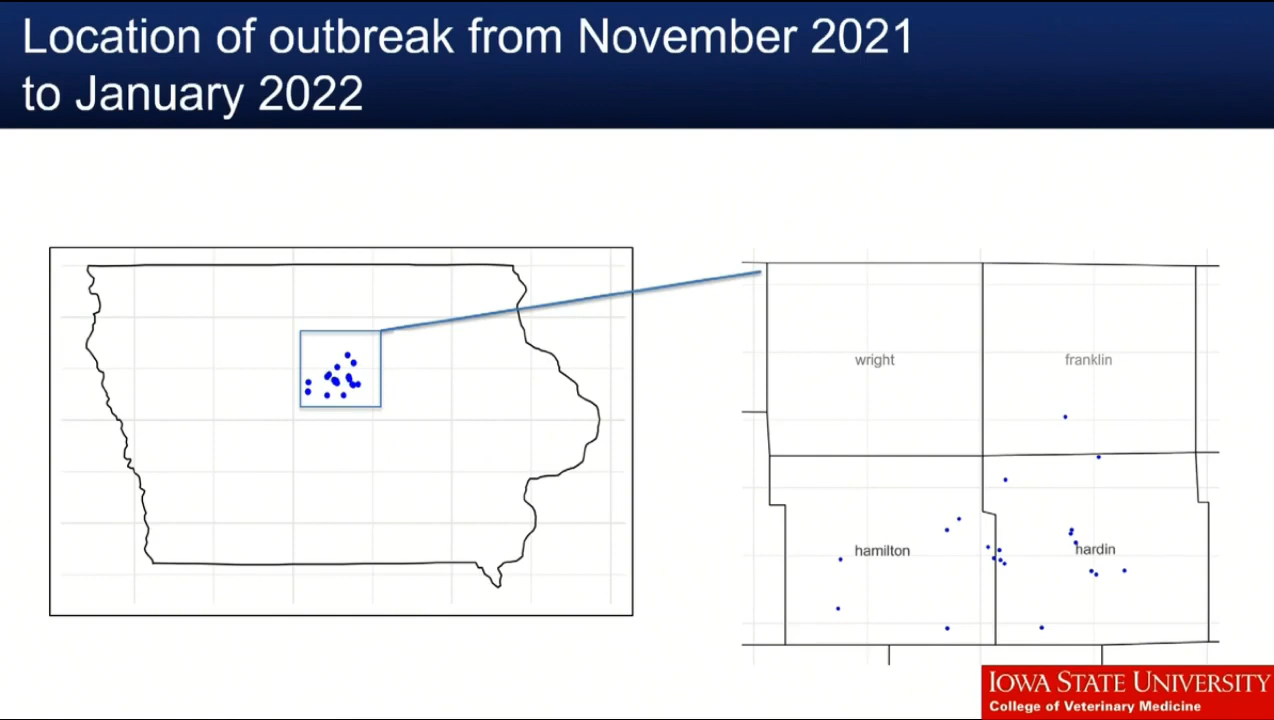 Location of outbreak from November 2021
to January 2022
wright
franklin
hamilton
hardin
IOWA STATE UNIVERSITY
College of Veterinary Medicine